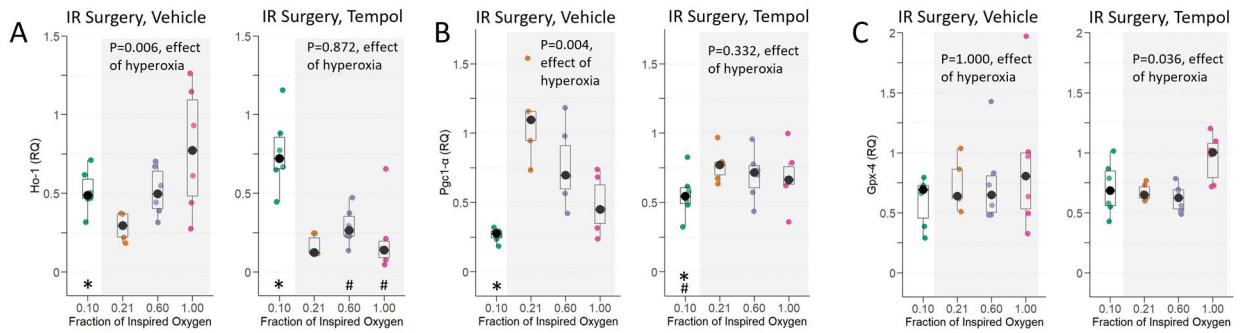 A
IR Surgery, Vehicle
P=0.006, effect
of hyperoxia
Ho-1 (RQ)
1.5
1
0.5
0
*
0.10
0.21
0.60
1.00
Fraction of Inspired Oxygen
IR Surgery, Tempol
P=0.872, effect
of hyperoxia
1.5
1
0.5
0
*
#
#
0.10
0.21
0.60
1.00
Fraction of Inspired Oxygen
B
IR Surgery, Vehicle
P=0.004,
effect of
hyperoxia
Pgc1-α (RQ)
1.5
1
0.5
0
*
0.10
0.21
0.60
1.00
Fraction of Inspired Oxygen
IR Surgery, Tempol
P=0.332, effect
of hyperoxia
1.5
1
0.5
0
*
#
0.10
0.21
0.60
1.00
Fraction of Inspired Oxygen
C
IR Surgery, Vehicle
P=1.000, effect
of hyperoxia
Gpx-4 (RQ)
2
1.5
1
0.5
0
0.10
0.21
0.60
1.00
Fraction of Inspired Oxygen
IR Surgery, Tempol
P=0.036, effect
of hyperoxia
2
1.5
1
0.5
0
0.10
0.21
0.60
1.00
Fraction of Inspired Oxygen